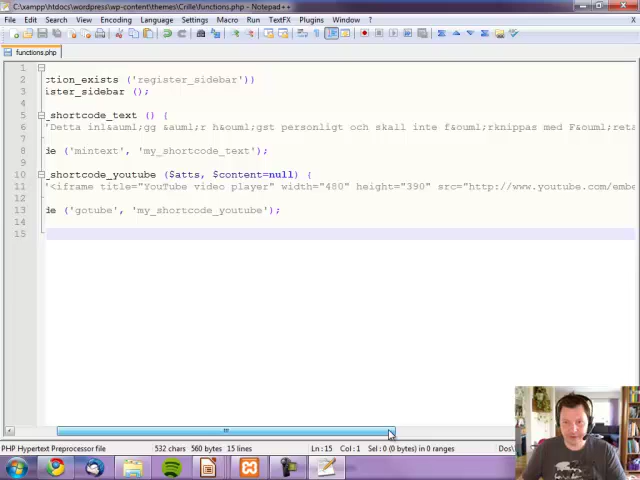 C:\xampp\htdocs\wordpress\wp-content\themes\Crille\functions.php - Notepad++
File Edit Search View Encoding Language Settings Macro Run TextFX Plugins Window ?
functions.php
1
2 ction_exists ('register_sidebar'))
3 ister_sidebar ();
4
5 _shortcode_text () {
6 'Detta inl&auml;gg &auml;r h&ouml;gst personligt och skall inte f&ouml;rknippas med F&ouml;reta
7
8 de ('mintext', 'my_shortcode_text');
9
10 _shortcode_youtube ($atts, $content=null) {
11 '<iframe title="YouTube video player" width="480" height="390" src="http://www.youtube.com/embe
12
13 de ('gotube', 'my_shortcode_youtube');
14
15
PHP Hypertext Preprocessor file 532 chars 560 bytes 15 lines Ln:15 Col:1 Sel:0 (0 bytes) in 0 ranges Dos\